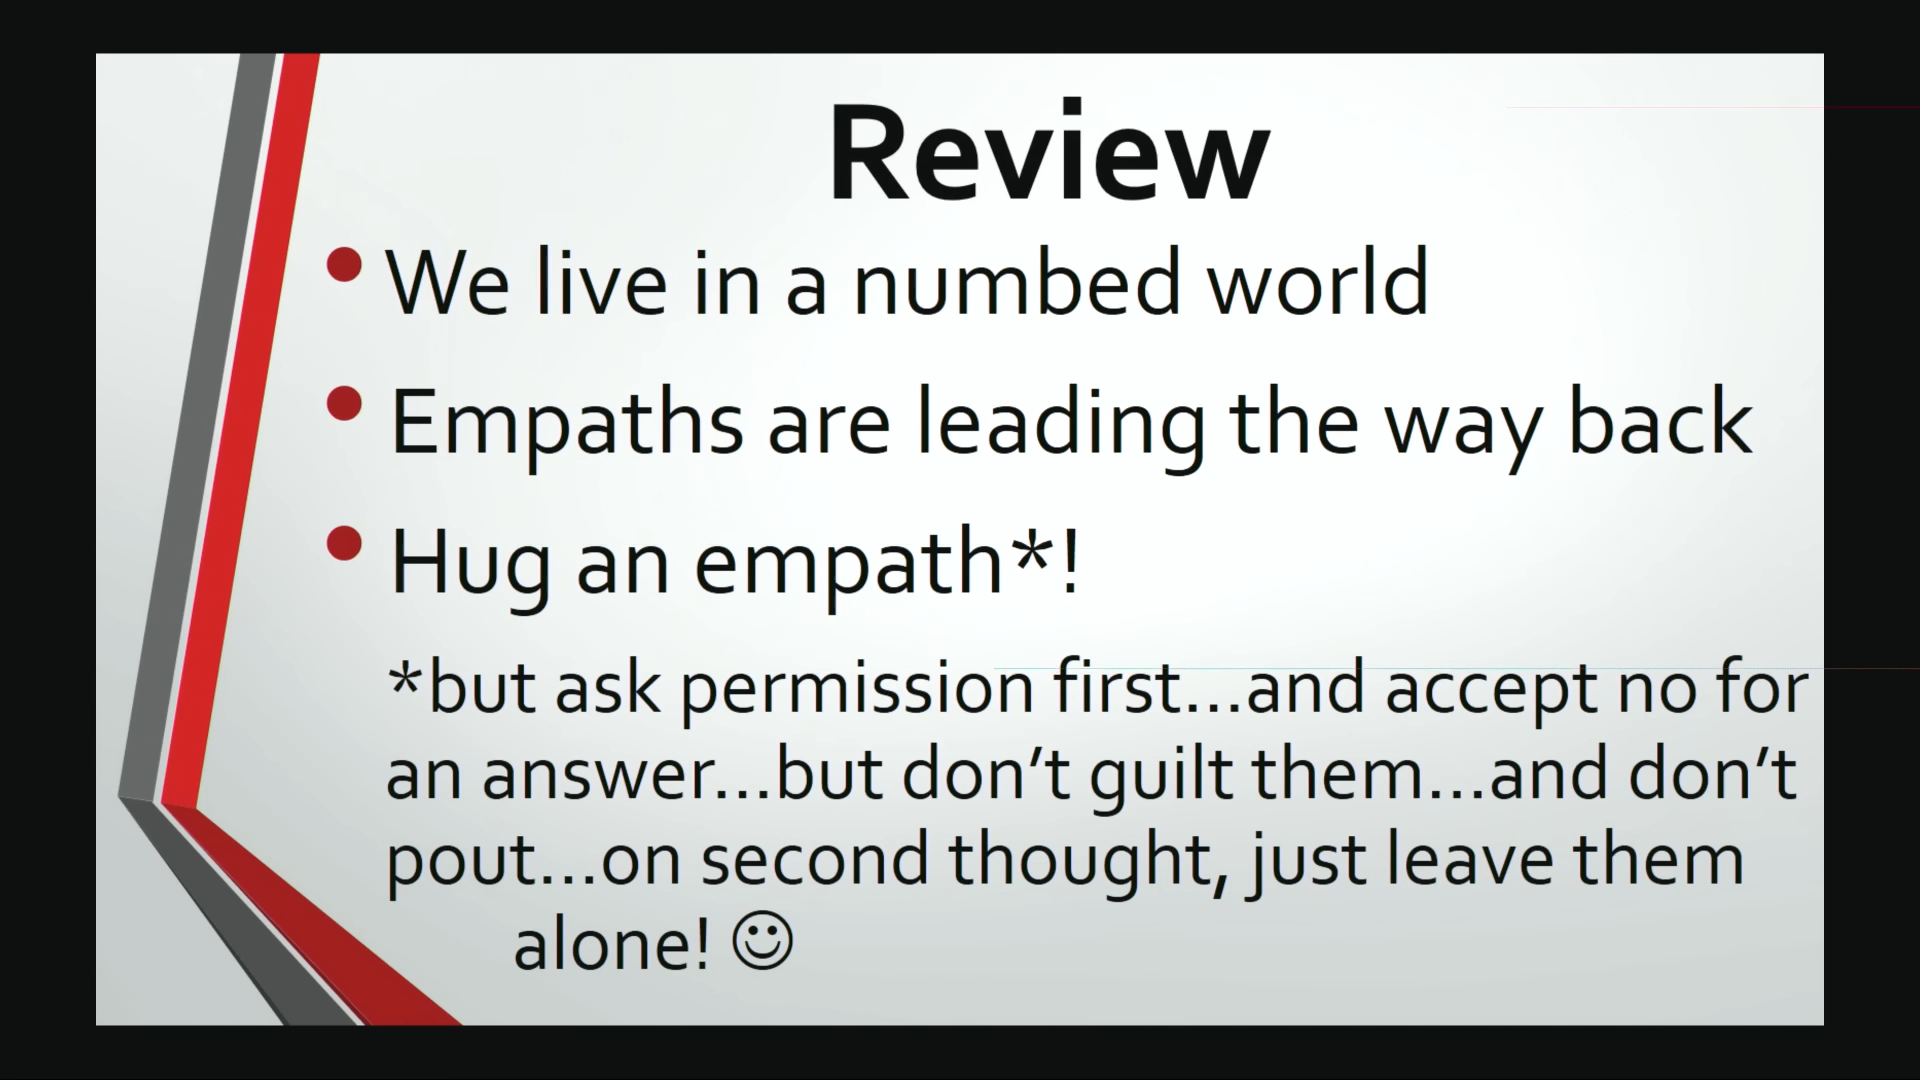 Review
• We live in a numbed world
• Empaths are leading the way back
• Hug an empath*!
*but ask permission first...and accept no for
an answer...but don’t guilt them...and don’t
pout...on second thought, just leave them
alone! ☺